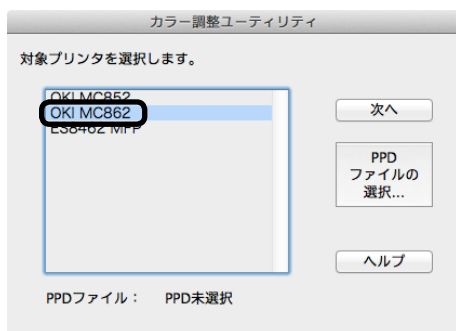 カラー調整ユーティリティ
対象プリンタを選択します。
OKI MC852
OKI MC862
ES8462 MFP
次へ
PPD
ファイルの
選択...
ヘルプ
PPDファイル： PPD未選択